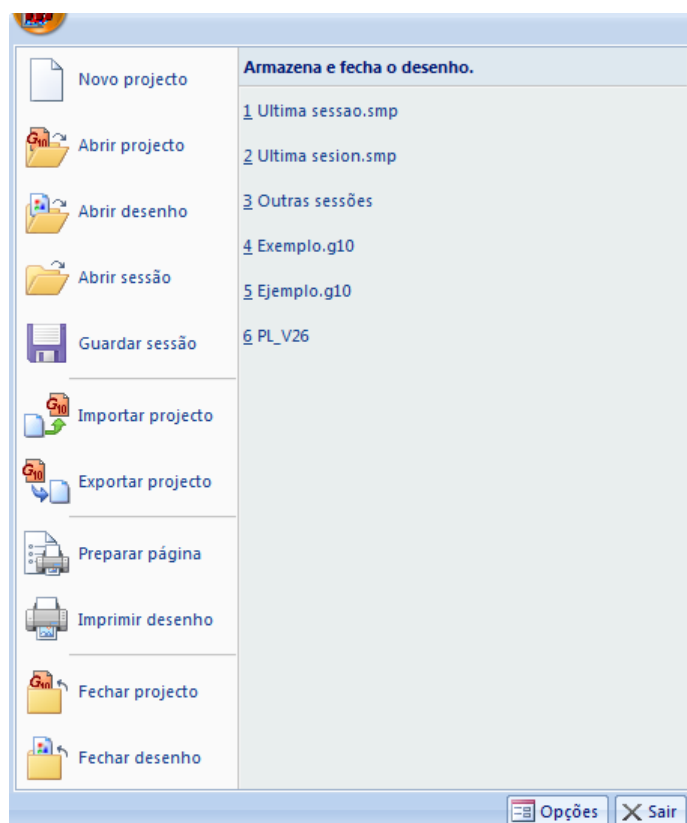 Novo projecto
Abrir projecto
Abrir desenho
Abrir sessão
Guardar sessão
Importar projecto
Exportar projecto
Preparar página
Imprimir desenho
Fechar projecto
Fechar desenho
Armazena e fecha o desenho.
1 Ultima sessao.smp
2 Ultima sesion.smp
3 Outras sessões
4 Exemplo.g10
5 Ejemplo.g10
6 PL_V26
Opções
Sair